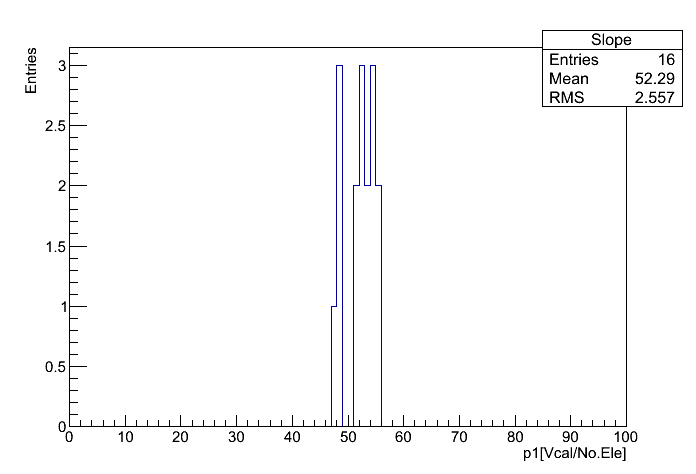 Slope
Entries 16
Mean 52.29
RMS 2.557
Entries
3
2.5
2
1.5
1
0.5
0
0 10 20 30 40 50 60 70 80 90 100
p1[Vcal/No.Ele]